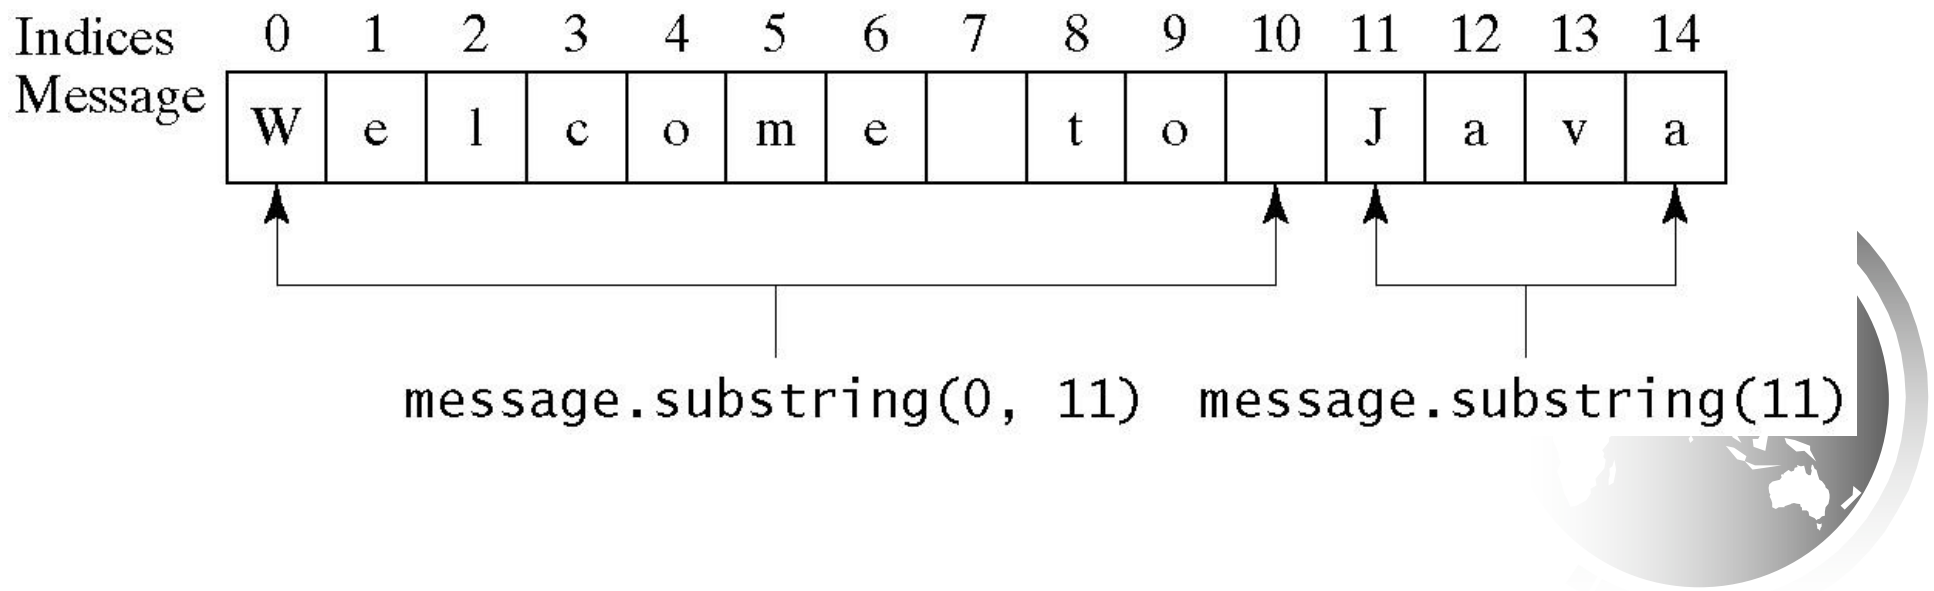 Indices 0 1 2 3 4 5 6 7 8 9 10 11 12 13 14
Message W e l c o m e t o J a v a
message.substring(0, 11) message.substring(11)